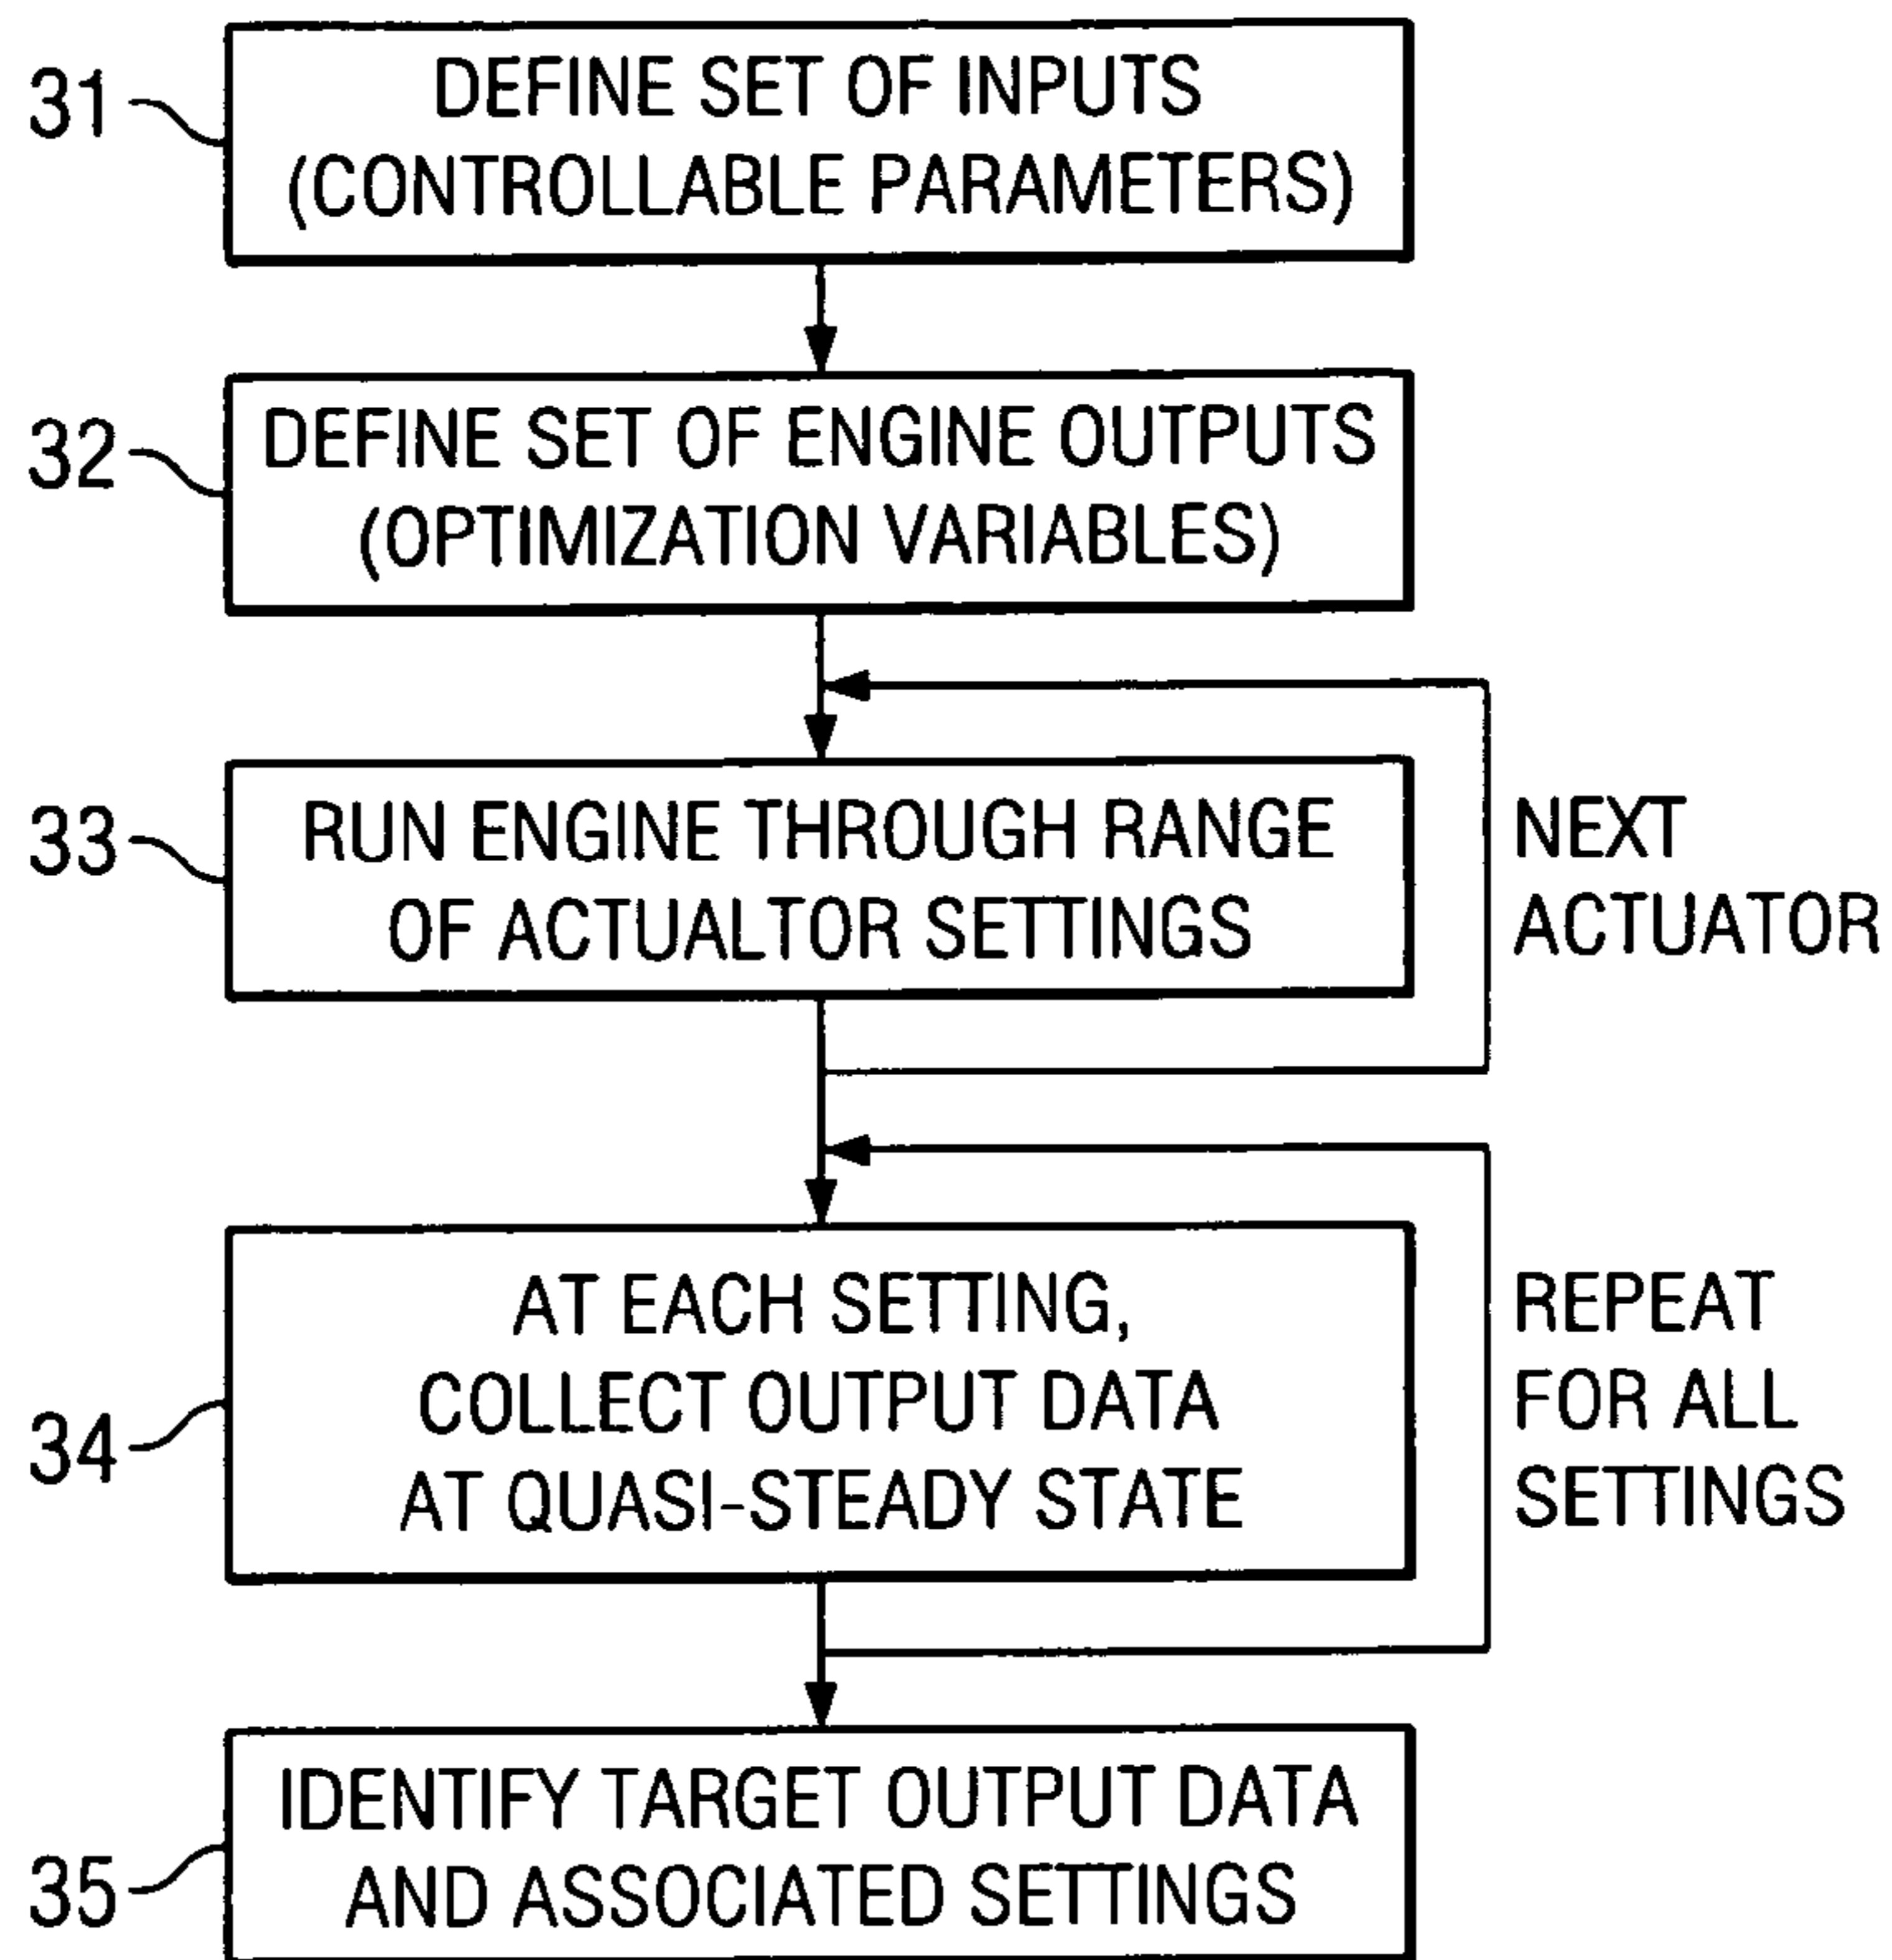 31
DEFINE SET OF INPUTS
(CONTROLLABLE PARAMETERS)
32
DEFINE SET OF ENGINE OUTPUTS
(OPTIMIZATION VARIABLES)
33
RUN ENGINE THROUGH RANGE
OF ACTUALTOR SETTINGS
NEXT
ACTUATOR
34
AT EACH SETTING,
COLLECT OUTPUT DATA
AT QUASI-STEADY STATE
REPEAT
FOR ALL
SETTINGS
35
IDENTIFY TARGET OUTPUT DATA
AND ASSOCIATED SETTINGS